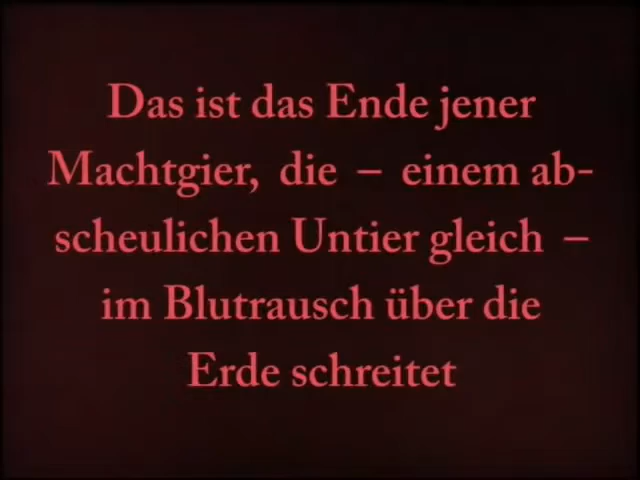 Das ist das Ende jener
Machtgier, die – einem ab-
scheulichen Untier gleich –
im Blutrausch über die
Erde schreitet